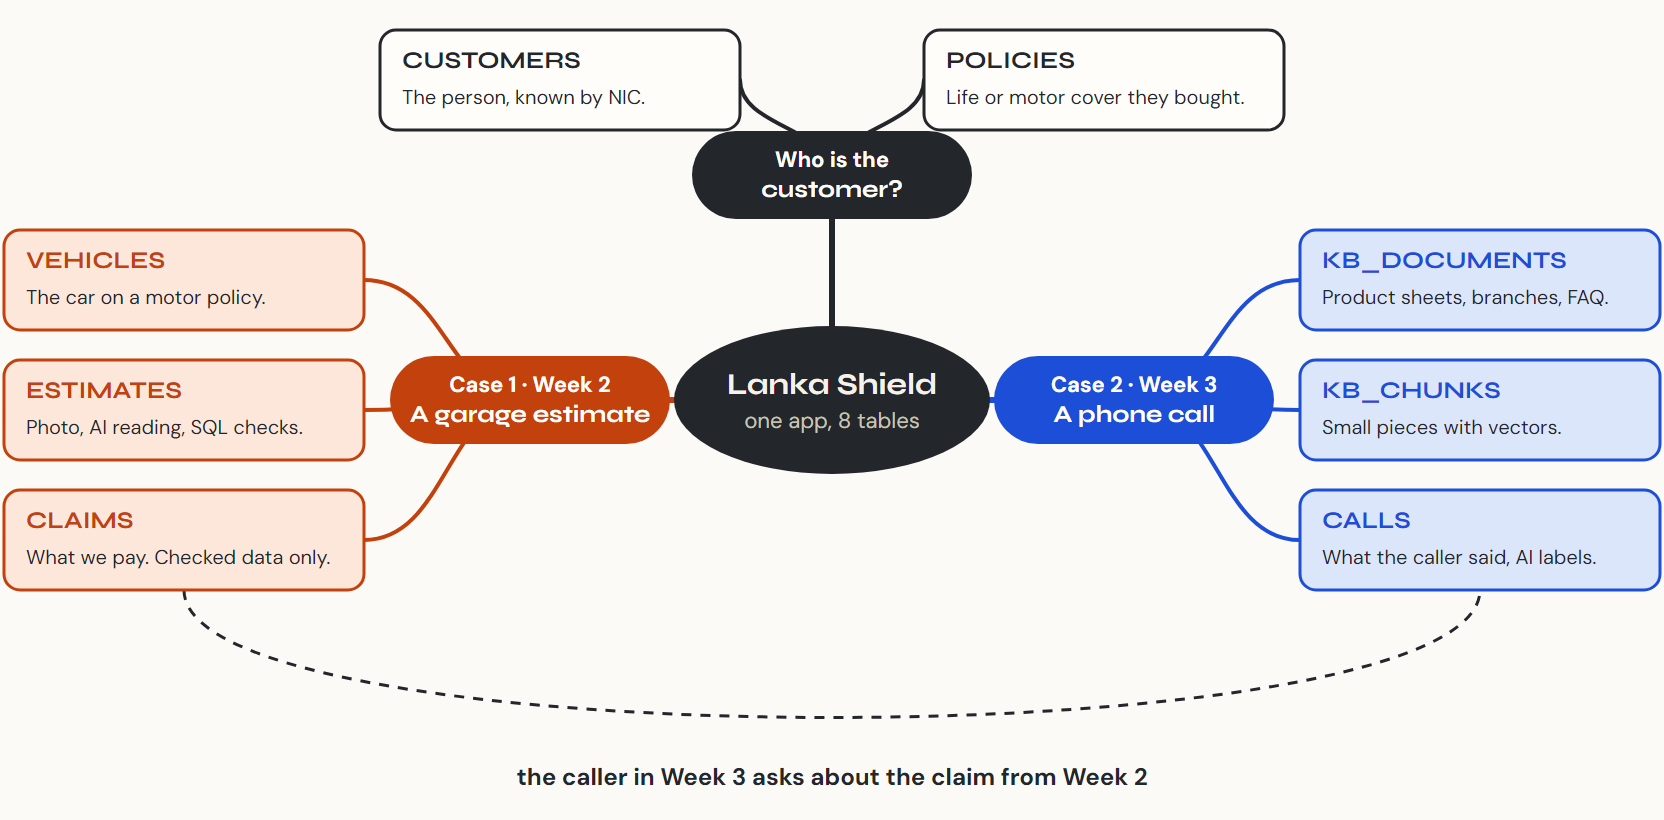 CUSTOMERS
The person, known by NIC.
POLICIES
Life or motor cover they bought.
Who is the
customer?
VEHICLES
The car on a motor policy.
KB_DOCUMENTS
Product sheets, branches, FAQ.
ESTIMATES
Photo, AI reading, SQL checks.
Case 1 · Week 2
A garage estimate
Lanka Shield
one app, 8 tables
Case 2 · Week 3
A phone call
KB_CHUNKS
Small pieces with vectors.
CLAIMS
What we pay. Checked data only.
CALLS
What the caller said, AI labels.
the caller in Week 3 asks about the claim from Week 2